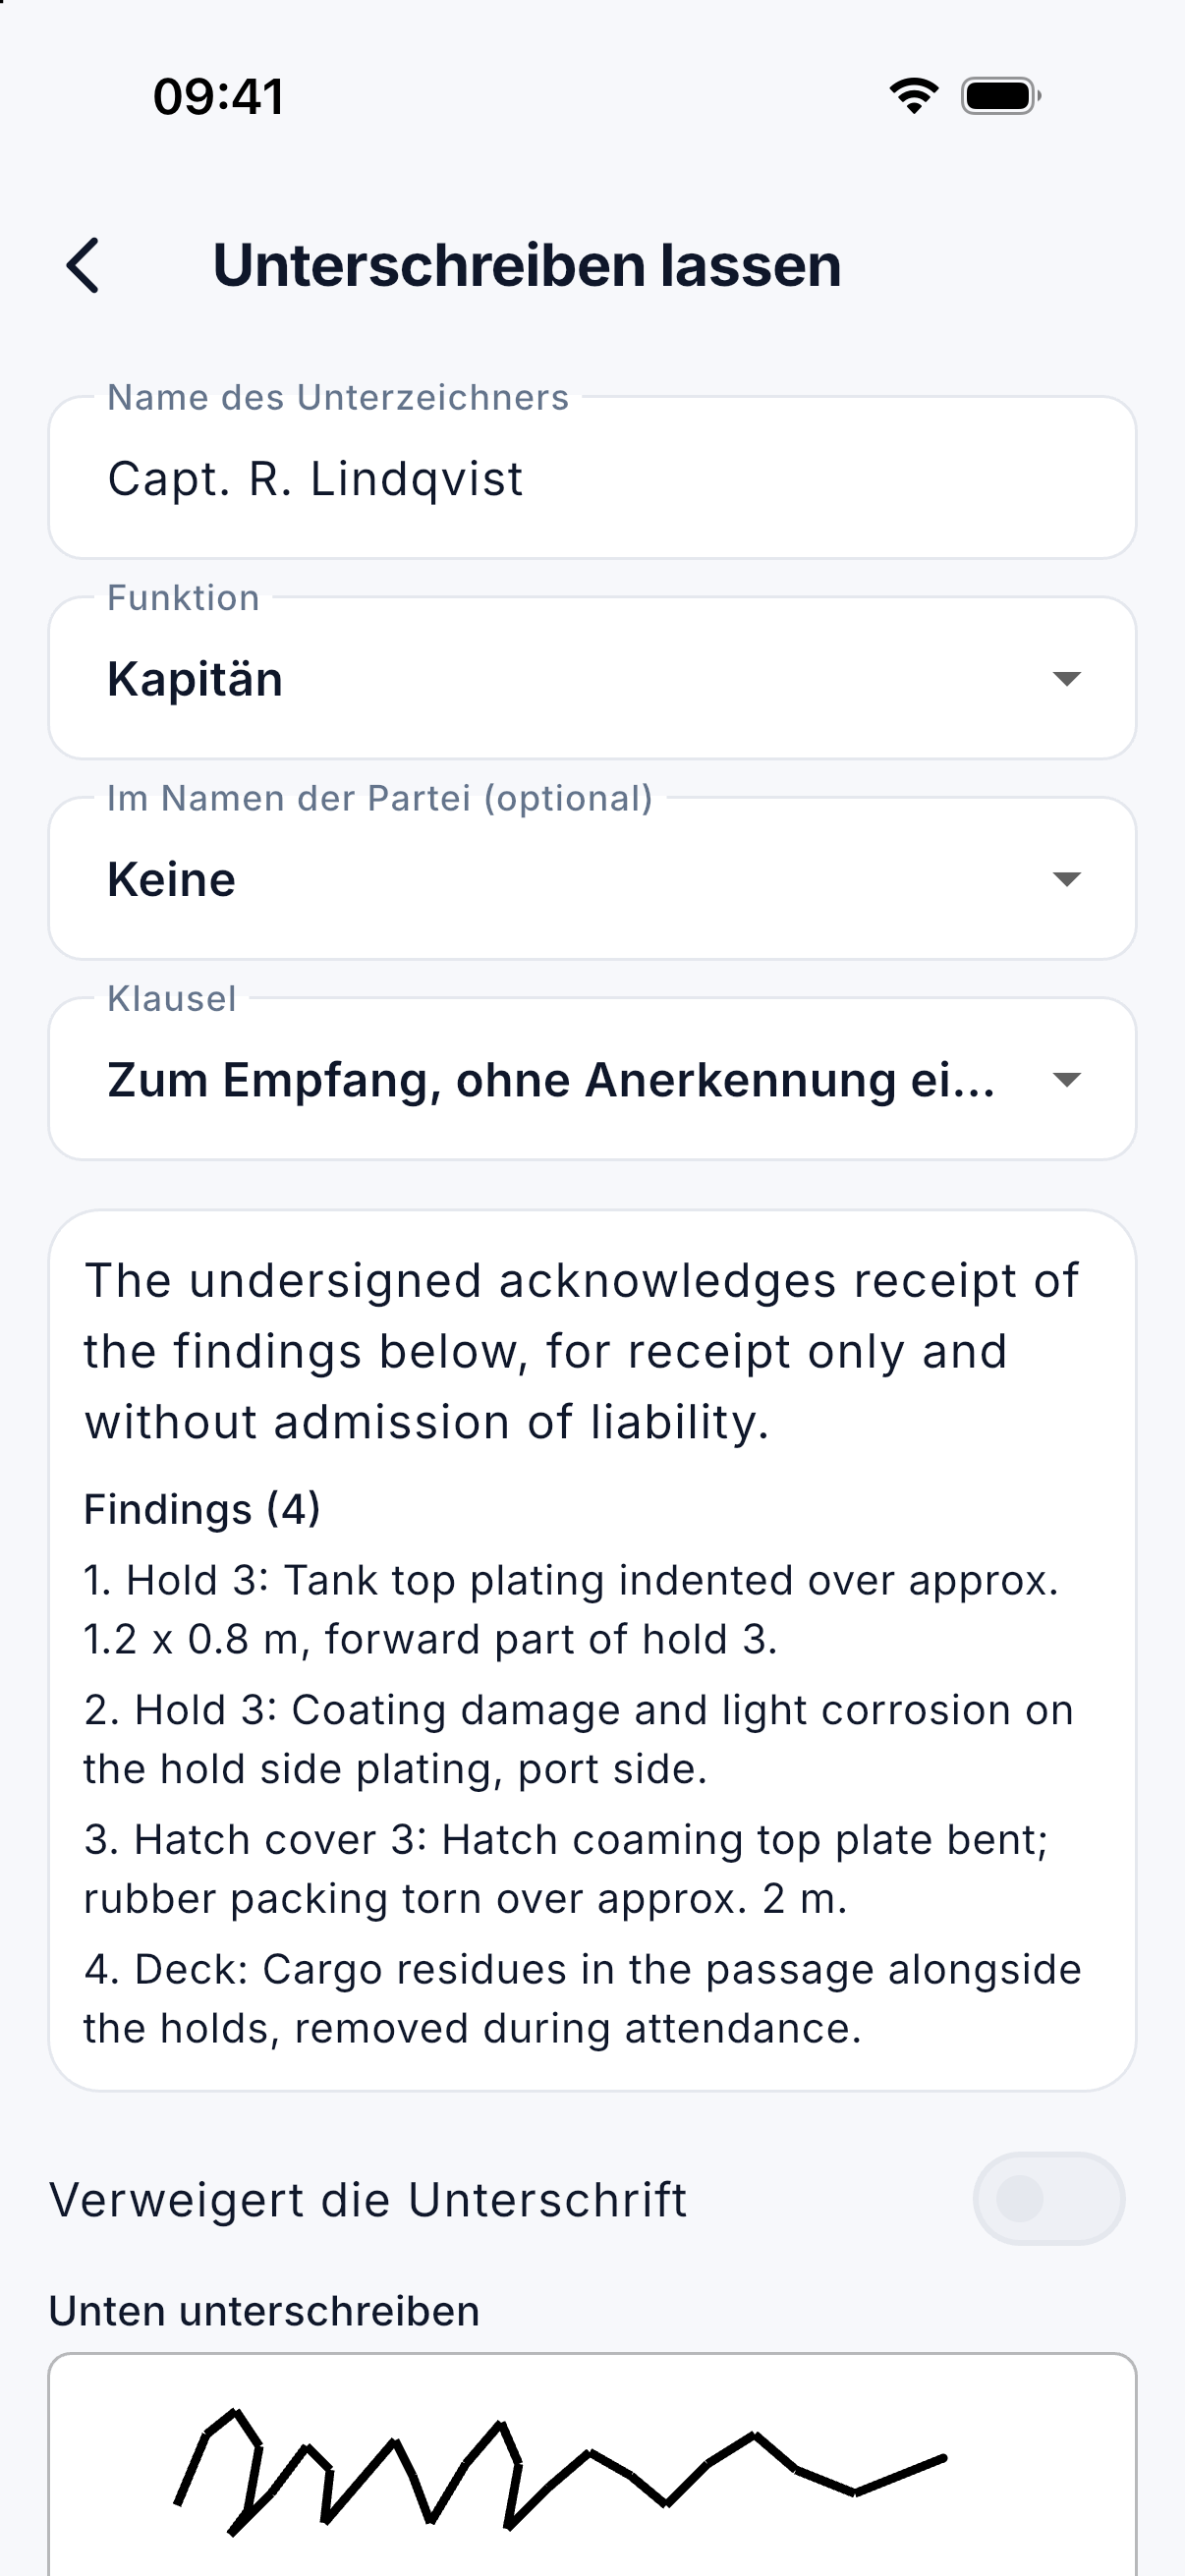 09:41
Unterschreiben lassen
Name des Unterzeichners
Capt. R. Lindqvist
Funktion
Kapitän
Im Namen der Partei (optional)
Keine
Klausel
Zum Empfang, ohne Anerkennung ei...
The undersigned acknowledges receipt of
the findings below, for receipt only and
without admission of liability.
Findings (4)
1. Hold 3: Tank top plating indented over approx.
1.2 x 0.8 m, forward part of hold 3.
2. Hold 3: Coating damage and light corrosion on
the hold side plating, port side.
3. Hatch cover 3: Hatch coaming top plate bent;
rubber packing torn over approx. 2 m.
4. Deck: Cargo residues in the passage alongside
the holds, removed during attendance.
Verweigert die Unterschrift
Unten unterschreiben